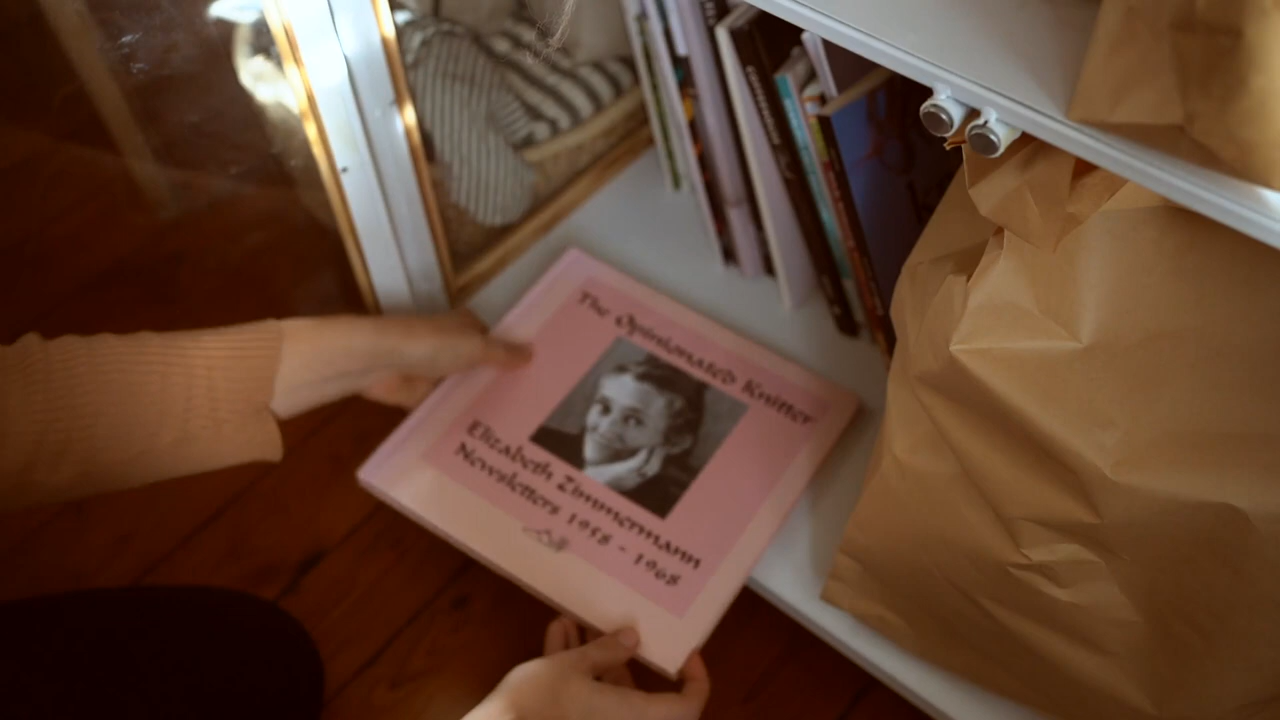 The Opinionated Knitter
Elizabeth Zimmermann
Newsletters 1958 - 1968